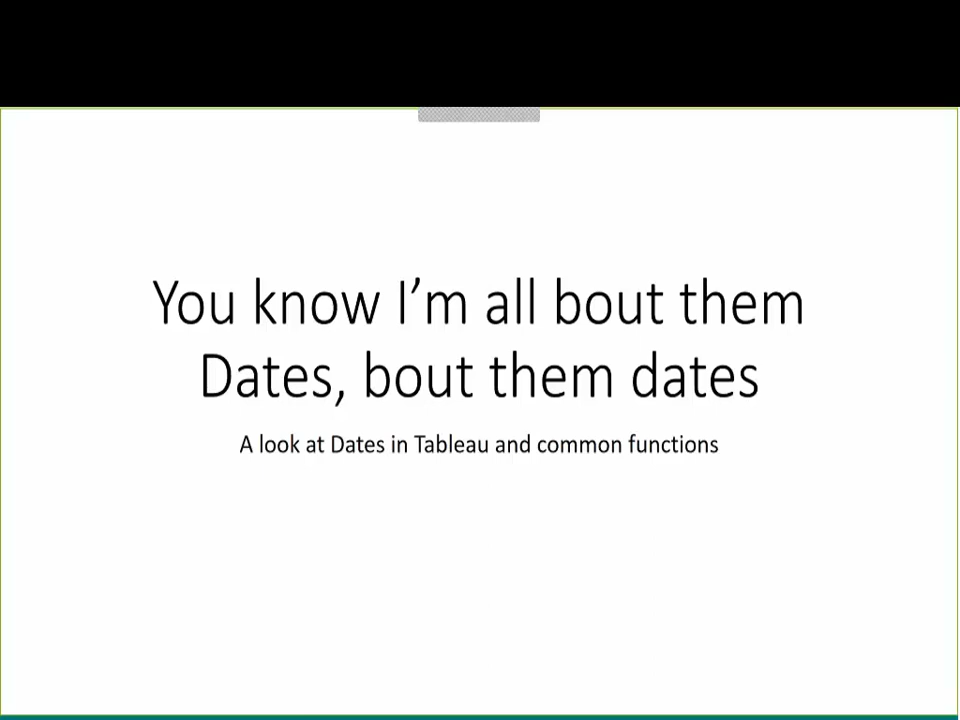 You know I’m all bout them
Dates, bout them dates
A look at Dates in Tableau and common functions